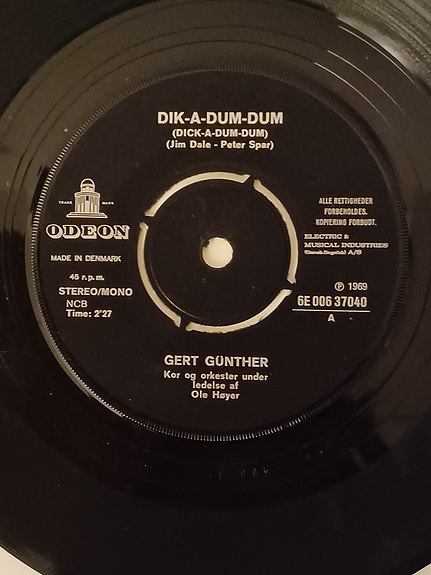 DIK-A-DUM-DUM
(DICK-A-DUM-DUM)
(Jim Dale - Peter Spar)
TRADE MARK
ODEON
MADE IN DENMARK
45 r.p.m.
STEREO/MONO
NCB
Time: 2'27
ALLE RETTIGHEDER
FORBEHOLDES.
KOPIERING FORBUDT.
ELECTRIC &
MUSICAL INDUSTRIES
(Dansk-Engelsk) A/S
Ⓟ 1969
6E 006 37040
A
GERT GÜNTHER
Kor og orkester under
ledelse af
Ole Høyer